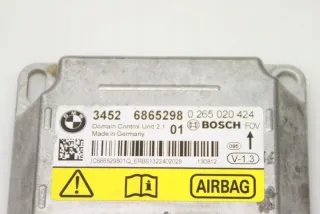 3452 6865298 0 265 020 424
Domain Control Unit 2.1 01 BOSCH FOV
Made in Germany
V-1.3
AIRBAG